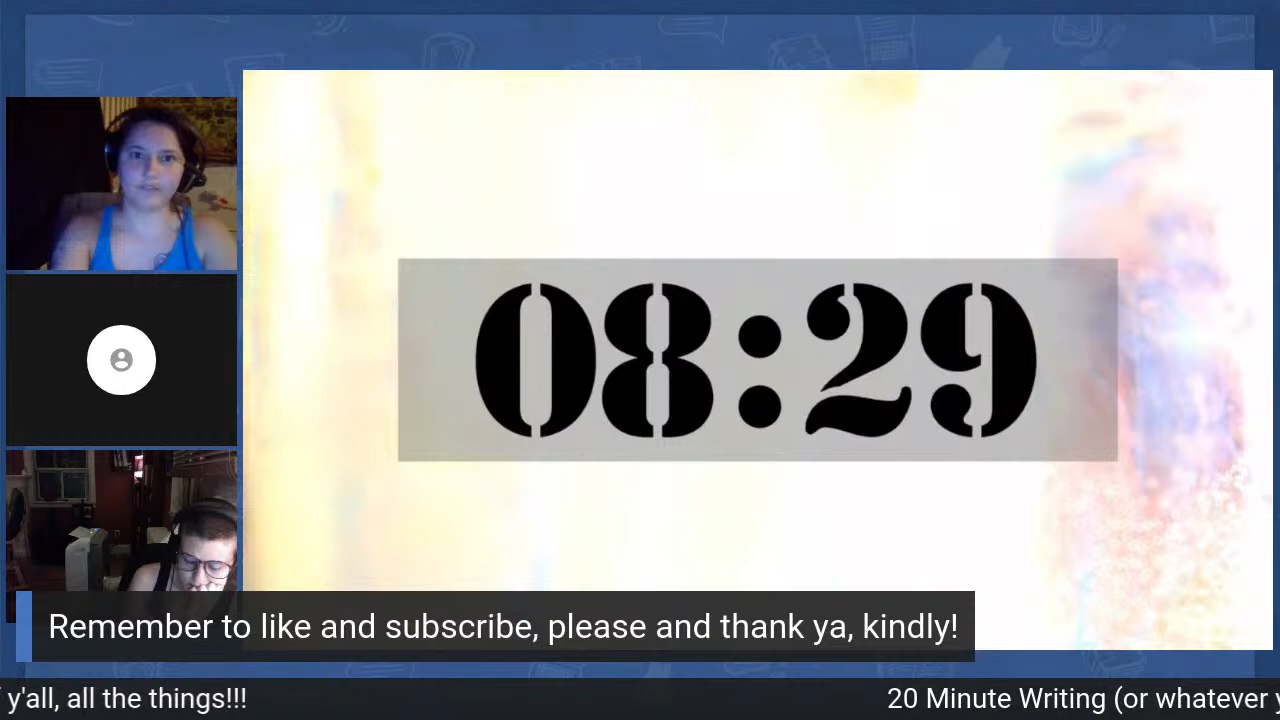 08:29
Remember to like and subscribe, please and thank ya, kindly!
y'all, all the things!!!
20 Minute Writing (or whatever